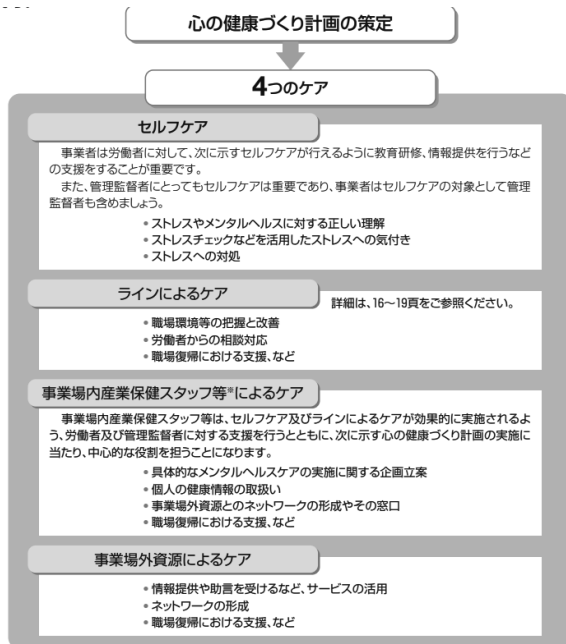 心の健康づくり計画の策定
4つのケア
セルフケア
事業者は労働者に対して、次に示すセルフケアが行えるように教育研修、情報提供を行うなど
の支援をすることが重要です。
また、管理監督者にとってもセルフケアは重要であり、事業者はセルフケアの対象として管理
監督者も含めましょう。
・ストレスやメンタルヘルスに対する正しい理解
・ストレスチェックなどを活用したストレスへの気付き
・ストレスへの対処
ラインによるケア
詳細は、16~19頁をご参照ください。
・職場環境等の把握と改善
・労働者からの相談対応
・職場復帰における支援、など
事業場内産業保健スタッフ等※によるケア
事業場内産業保健スタッフ等は、セルフケア及びラインによるケアが効果的に実施されるよ
う、労働者及び管理監督者に対する支援を行うとともに、次に示す心の健康づくり計画の実施に
当たり、中心的な役割を担うことになります。
・具体的なメンタルヘルスケアの実施に関する企画立案
・個人の健康情報の取扱い
・事業場外資源とのネットワークの形成やその窓口
・職場復帰における支援、など
事業場外資源によるケア
・情報提供や助言を受けるなど、サービスの活用
・ネットワークの形成
・職場復帰における支援、など